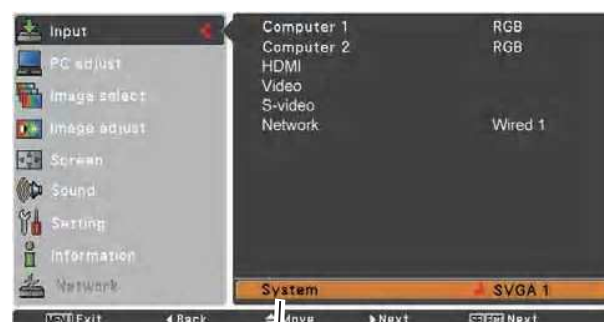 Input
PC adjust
Image select
Image adjust
Screen
Sound
Setting
Information
Network
Computer 1 RGB
Computer 2 RGB
HDMI
Video
S-video
Network Wired 1
System SVGA 1
MENU Exit ◀Back Move ▶Next Next